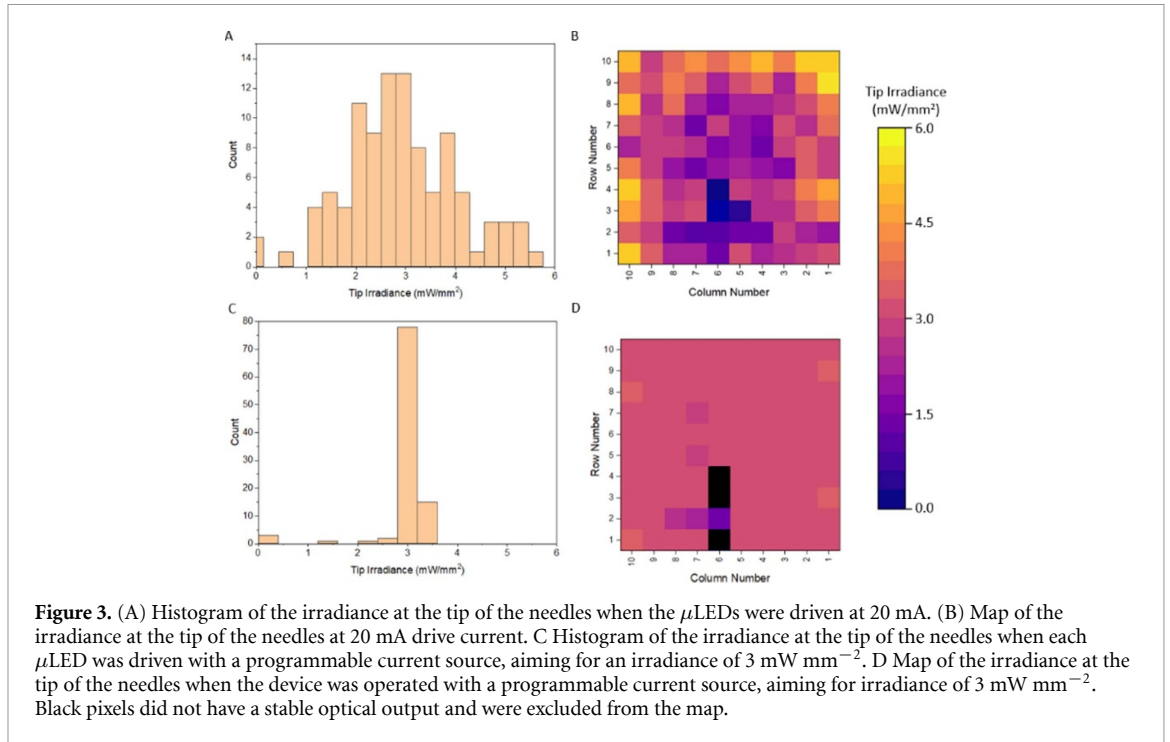 A
14
12
10
8
6
4
2
0
Count
0 1 2 3 4 5 6
Tip Irradiance (mW/mm²)
B
10
9
8
7
6
5
4
3
2
1
Row Number
10 9 8 7 6 5 4 3 2 1
Column Number
Tip Irradiance
(mW/mm²)
6.0
4.5
3.0
1.5
0.0
C
80
70
60
50
40
30
20
10
0
Count
0 1 2 3 4 5 6
Tip Irradiance (mW/mm²)
D
10
9
8
7
6
5
4
3
2
1
Row Number
10 9 8 7 6 5 4 3 2 1
Column Number
Figure 3. (A) Histogram of the irradiance at the tip of the needles when the μLEDs were driven at 20 mA. (B) Map of the
irradiance at the tip of the needles at 20 mA drive current. C Histogram of the irradiance at the tip of the needles when each
μLED was driven with a programmable current source, aiming for an irradiance of 3 mW mm⁻². D Map of the irradiance at the
tip of the needles when the device was operated with a programmable current source, aiming for irradiance of 3 mW mm⁻².
Black pixels did not have a stable optical output and were excluded from the map.